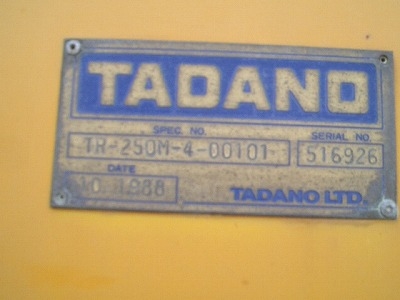 TADANO
SPEC. NO. SERIAL NO.
TR-250M-4-00101 516926
DATE
10 1988
TADANO LTD.